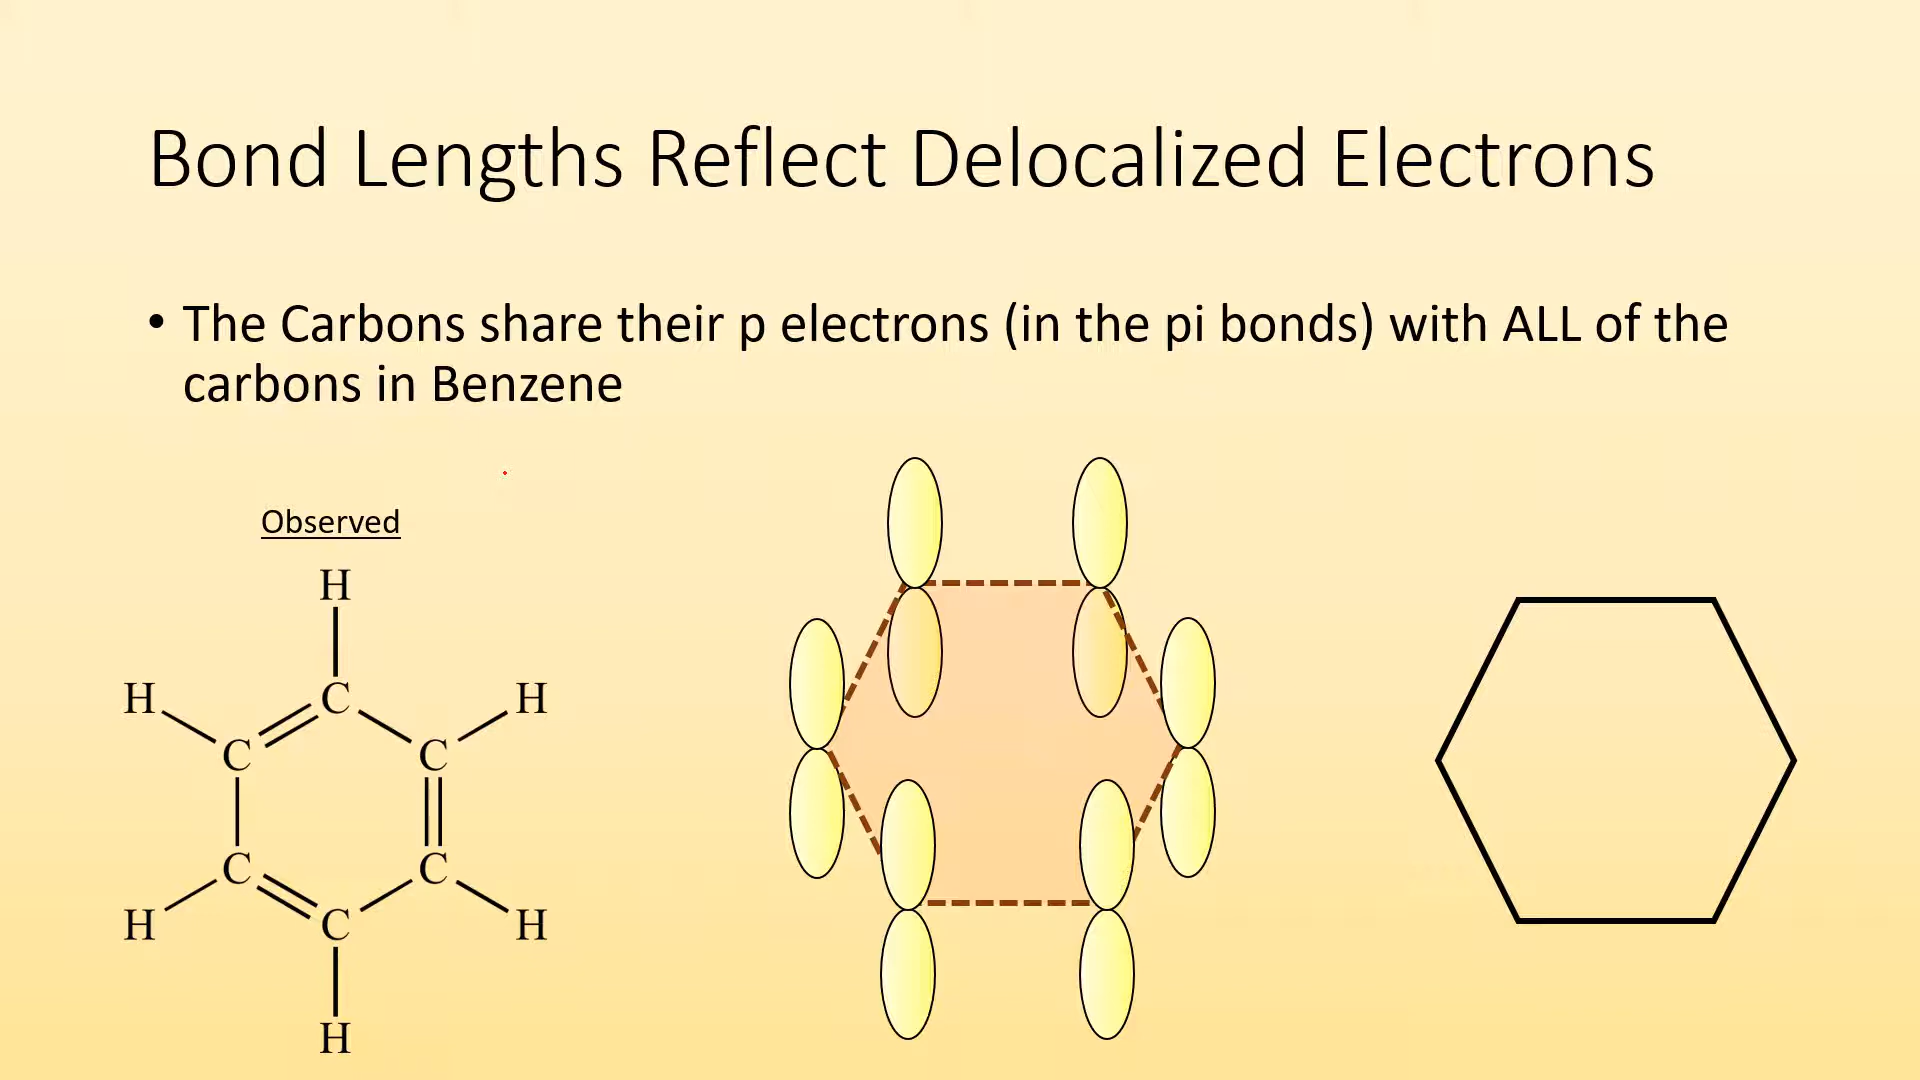 Bond Lengths Reflect Delocalized Electrons
• The Carbons share their p electrons (in the pi bonds) with ALL of the
carbons in Benzene
Observed
H
H C H
C C
C C
H C H
H